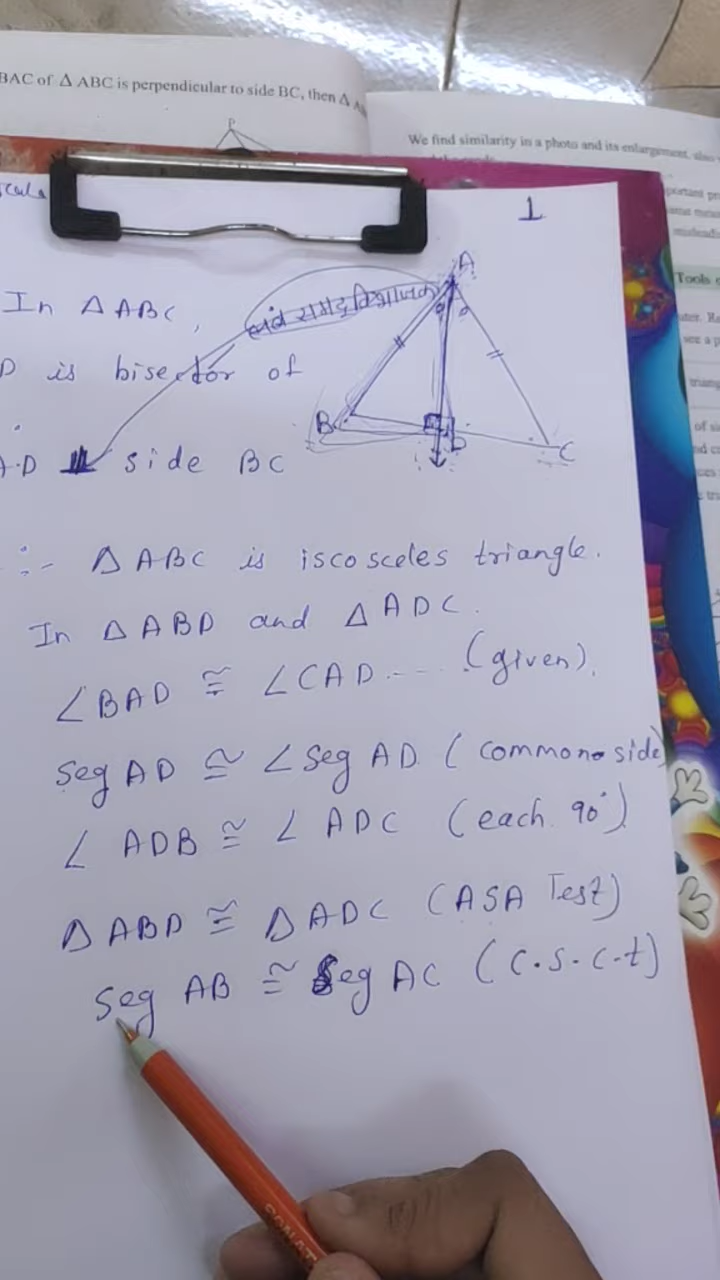 BAC of Δ ABC is perpendicular to side BC, then Δ
P
We find similarity in a photo and its enlargement, also
Tools
1
A
In Δ ABC,
D is bisector of
B
D
C
A.D side BC
∴- Δ ABC is iscosceles triangle.
In Δ ABD and Δ ADC.
∠BAD ≅ ∠CAD .... (given).
seg AD ≅ ∠ seg AD. (common side)
∠ ADB ≅ ∠ ADC (each 90°)
Δ ABD ≅ Δ ADC (ASA Test)
seg AB ≅ seg AC (C.S.C.t)